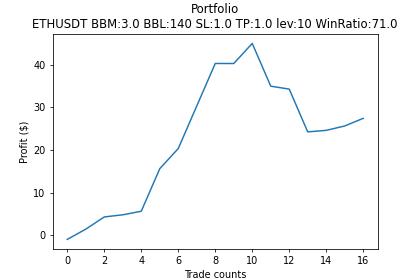 Portfolio
ETHUSDT BBM:3.0 BBL:140 SL:1.0 TP:1.0 lev:10 WinRatio:71.0
Profit ($)
40
30
20
10
0
0 2 4 6 8 10 12 14 16
Trade counts